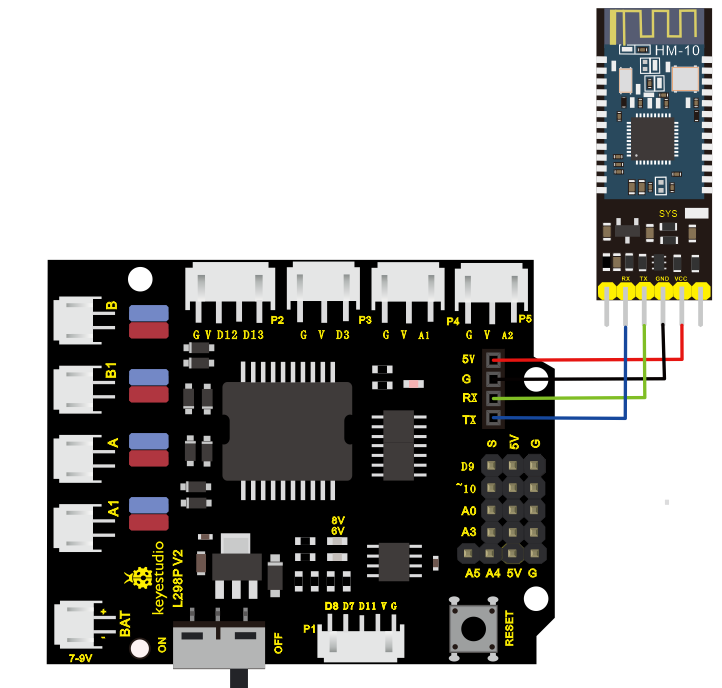 HM-10
SYS
RX TX GND VCC
B
B1
A
A1
G V D12 D13
P2
G V D3
P3
G V A1
P4
G V A2
P5
5V
G
RX
TX
S 5V G
D9
~10
A0
A3
A5 A4 5V G
8V
6V
keyestudio
L298P V2
BAT
+
-
7-9V
ON
OFF
D8 D7 D11 V G
P1
RESET